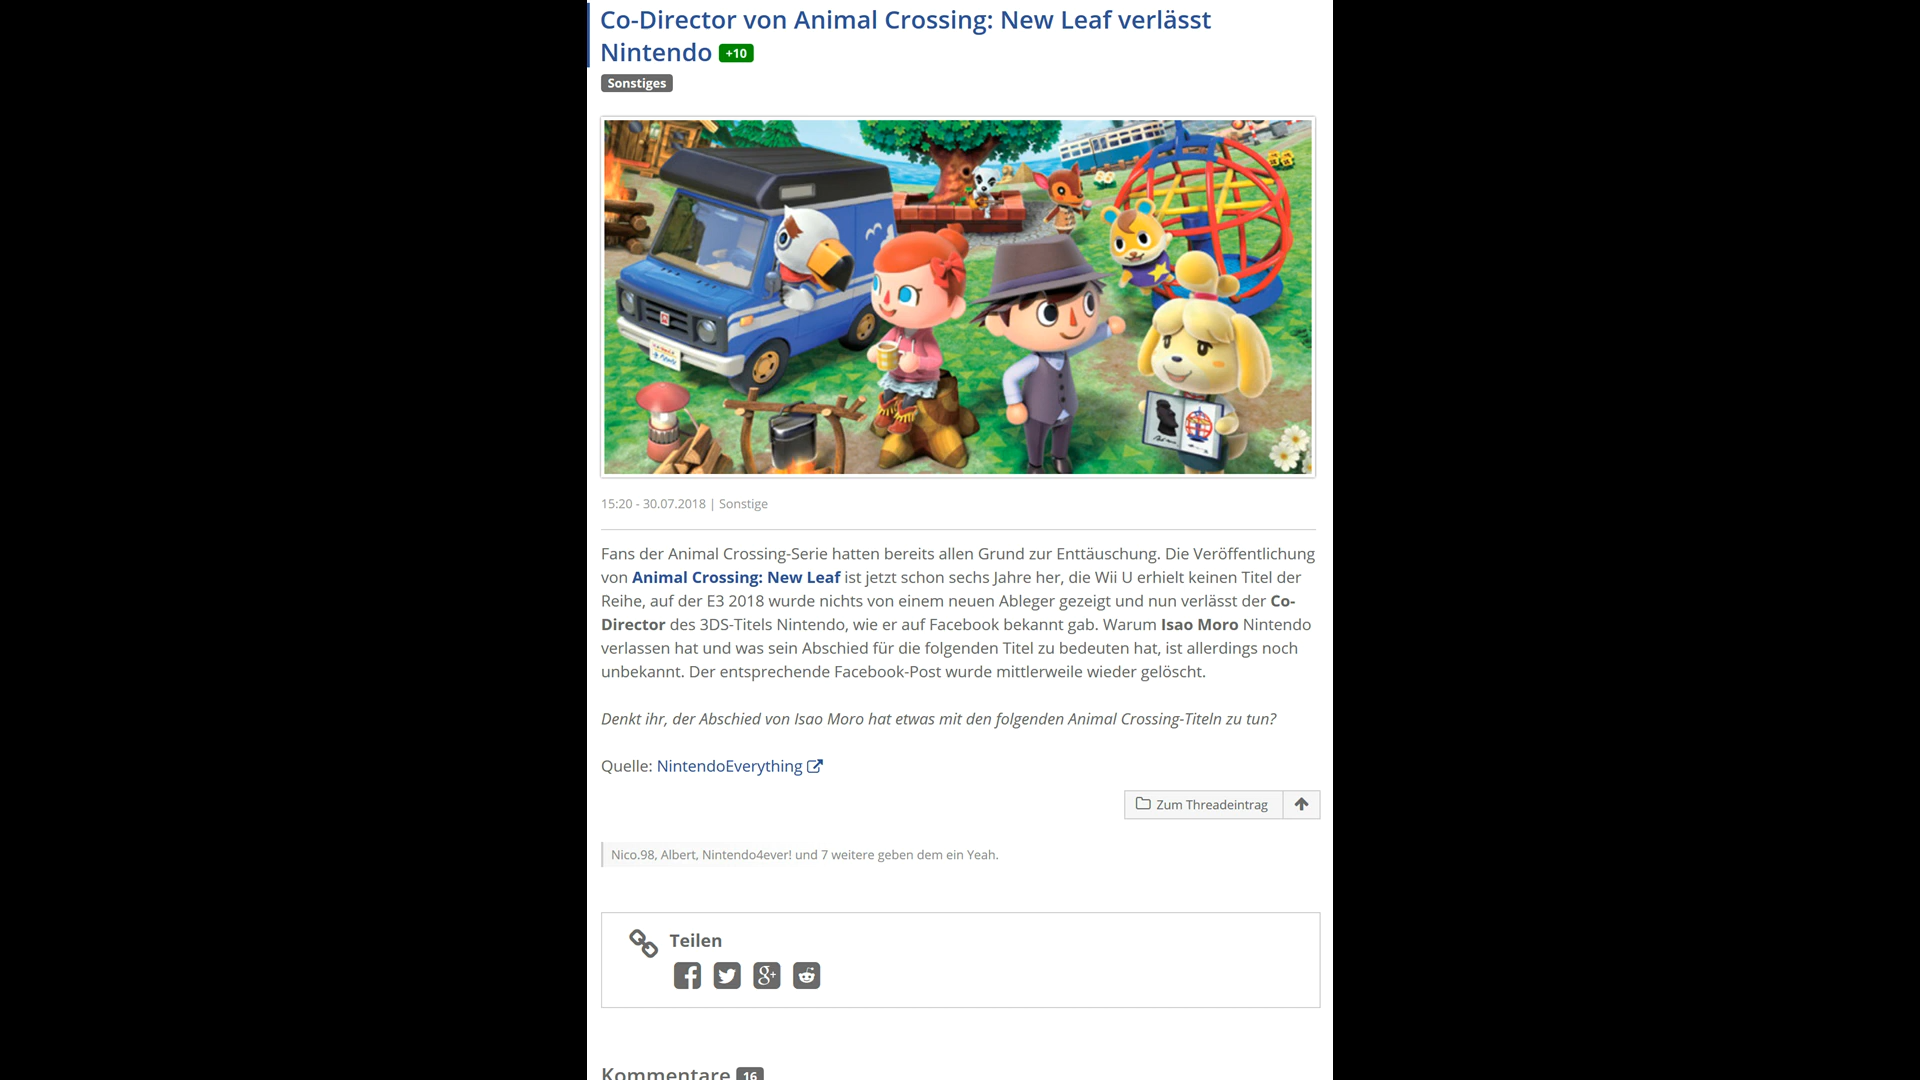 Co-Director von Animal Crossing: New Leaf verlässt
Nintendo +10
Sonstiges
15:20 - 30.07.2018 | Sonstige
Fans der Animal Crossing-Serie hatten bereits allen Grund zur Enttäuschung. Die Veröffentlichung
von Animal Crossing: New Leaf ist jetzt schon sechs Jahre her, die Wii U erhielt keinen Titel der
Reihe, auf der E3 2018 wurde nichts von einem neuen Ableger gezeigt und nun verlässt der Co-
Director des 3DS-Titels Nintendo, wie er auf Facebook bekannt gab. Warum Isao Moro Nintendo
verlassen hat und was sein Abschied für die folgenden Titel zu bedeuten hat, ist allerdings noch
unbekannt. Der entsprechende Facebook-Post wurde mittlerweile wieder gelöscht.
Denkt ihr, der Abschied von Isao Moro hat etwas mit den folgenden Animal Crossing-Titeln zu tun?
Quelle: NintendoEverything
Zum Threadeintrag
Nico.98, Albert, Nintendo4ever! und 7 weitere geben dem ein Yeah.
Teilen
Kommentare 16